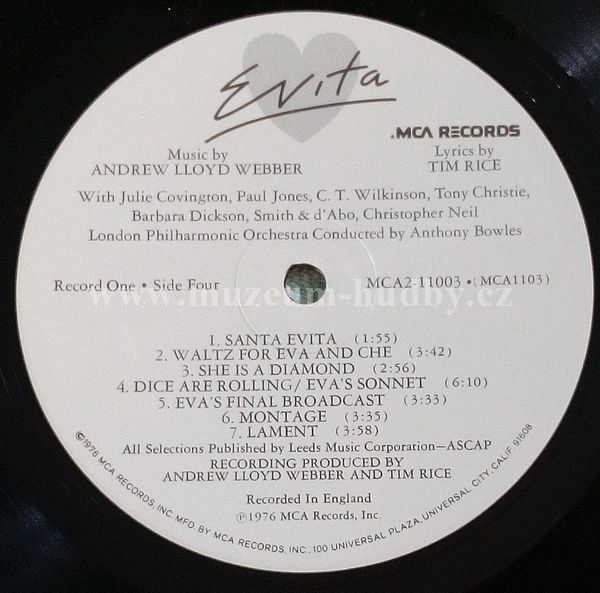 Evita
.MCA RECORDS
Music by
ANDREW LLOYD WEBBER
Lyrics by
TIM RICE
With Julie Covington, Paul Jones, C. T. Wilkinson, Tony Christie,
Barbara Dickson, Smith & d'Abo, Christopher Neil
London Philharmonic Orchestra Conducted by Anthony Bowles
Record One • Side Four
MCA2-11003 • (MCA1103)
www.muzeum-hudby.cz
1. SANTA EVITA (1:55)
2. WALTZ FOR EVA AND CHE (3:42)
3. SHE IS A DIAMOND (2:56)
4. DICE ARE ROLLING/ EVA'S SONNET (6:10)
5. EVA'S FINAL BROADCAST (3:33)
6. MONTAGE (3:35)
7. LAMENT (3:58)
All Selections Published by Leeds Music Corporation—ASCAP
RECORDING PRODUCED BY
ANDREW LLOYD WEBBER AND TIM RICE
Recorded In England
℗1976 MCA Records, Inc.
©1976 MCA RECORDS, INC. MFD. BY MCA RECORDS, INC., 100 UNIVERSAL PLAZA, UNIVERSAL CITY, CALIF. 91608